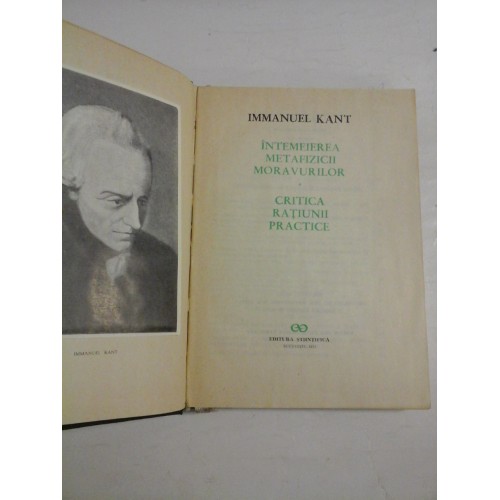 IMMANUEL KANT
IMMANUEL KANT
ÎNTEMEIEREA
METAFIZICII
MORAVURILOR
CRITICA
RAȚIUNII
PRACTICE
EDITURA ȘTIINȚIFICĂ